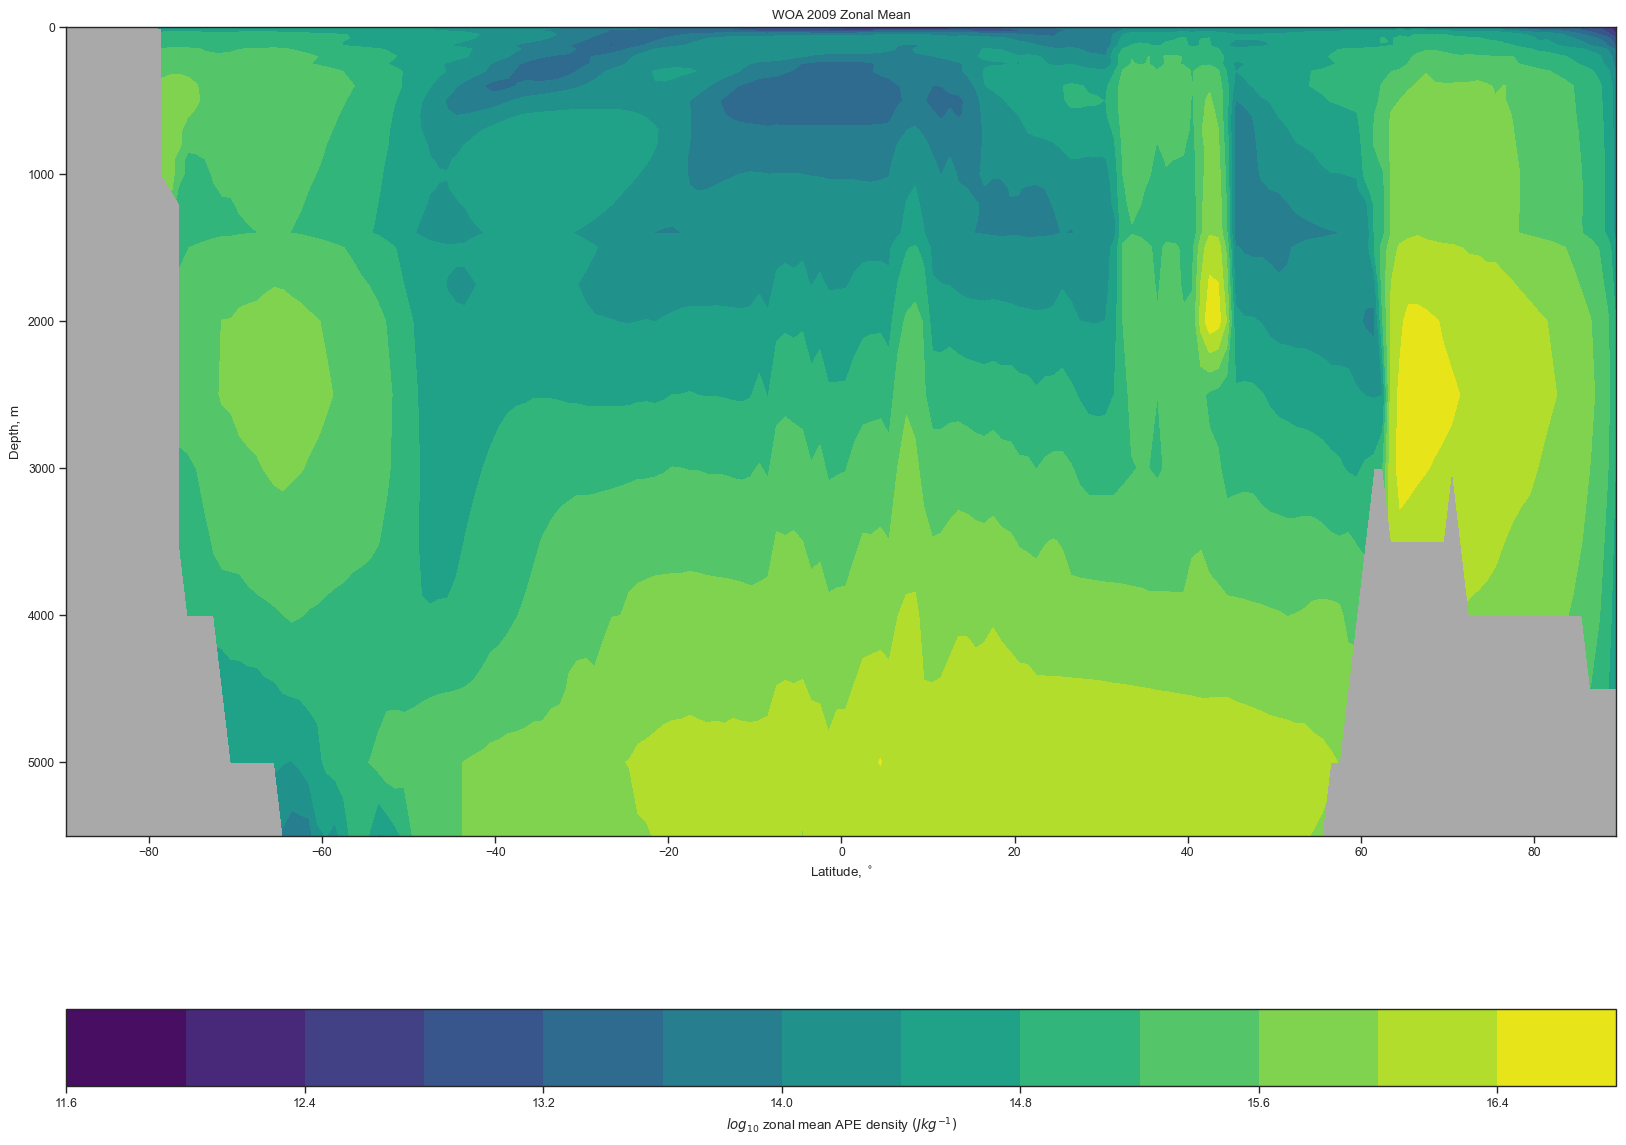 WOA 2009 Zonal Mean
0
1000
2000
3000
4000
5000
Depth, m
−80 −60 −40 −20 0 20 40 60 80
Latitude, °
11.6 12.4 13.2 14.0 14.8 15.6 16.4
log₁₀ zonal mean APE density (Jkg⁻¹)